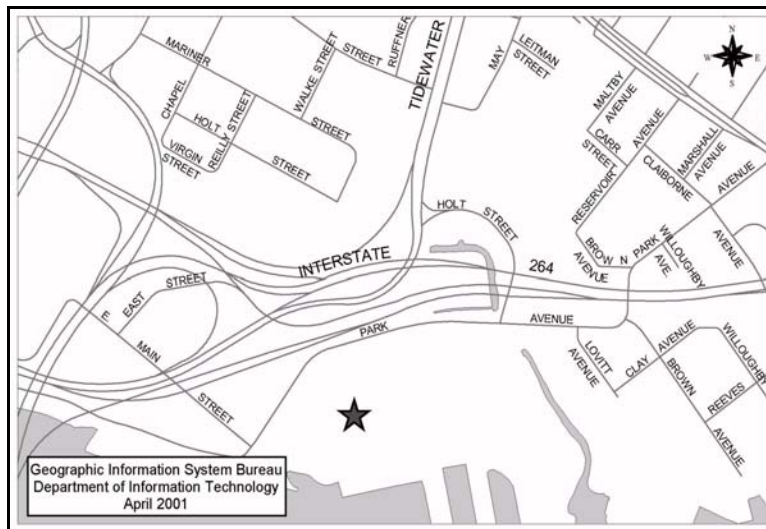 MARINER
STREET
CHAPEL
HOLT
STREET
VIRGIN
STREET
REILLY STREET
WALKE STREET
STREET
RUFFNER
TIDEWATER
MAY
LEITMAN
STREET
N
W
E
S
MALTBY
AVENUE
CARR
STREET
RESERVOIR
AVENUE
CLAIBORNE
AVENUE
MARSHALL
AVENUE
PARK
AVENUE
WILLOUGHBY
AVE.
BROWN
AVENUE
HOLT
STREET
INTERSTATE
264
EAST
STREET
E
MAIN
STREET
PARK
AVENUE
LOVITT
AVENUE
CLAY
AVENUE
BROWN
AVENUE
REEVES
WILLOUGHBY
Geographic Information System Bureau
Department of Information Technology
April 2001